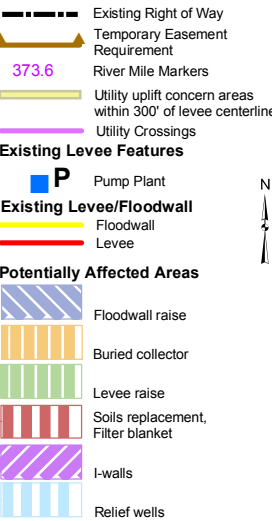 Existing Right of Way
Temporary Easement
Requirement
373.6 River Mile Markers
Utility uplift concern areas
within 300' of levee centerline
Utility Crossings
Existing Levee Features
P Pump Plant
N
Existing Levee/Floodwall
Floodwall
Levee
Potentially Affected Areas
Floodwall raise
Buried collector
Levee raise
Soils replacement,
Filter blanket
I-walls
Relief wells